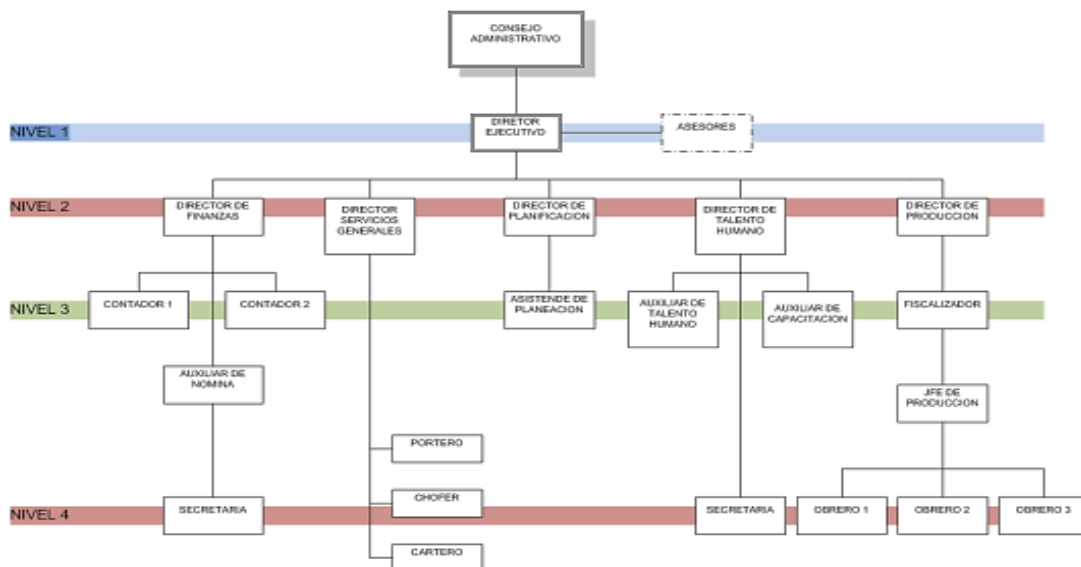 CONSEJO
ADMINISTRATIVO
NIVEL 1
DIRETOR
EJECUTIVO
ASESORES
NIVEL 2
DIRECTOR DE
FINANZAS
DIRECTOR
SERVICIOS
GENERALES
DIRECTOR DE
PLANIFICACION
DIRECTOR DE
TALENTO
HUMANO
DIRECTOR DE
PRODUCCION
NIVEL 3
CONTADOR 1
CONTADOR 2
ASISTENDE DE
PLANEACION
AUXILIAR DE
TALENTO
HUMANO
AUXILIAR DE
CAPACITACION
FISCALIZADOR
AUXILIAR DE
NOMINA
JFE DE
PRODUCCION
PORTERO
NIVEL 4
SECRETARIA
CHOFER
SECRETARIA
OBRERO 1
OBRERO 2
OBRERO 3
CARTERO